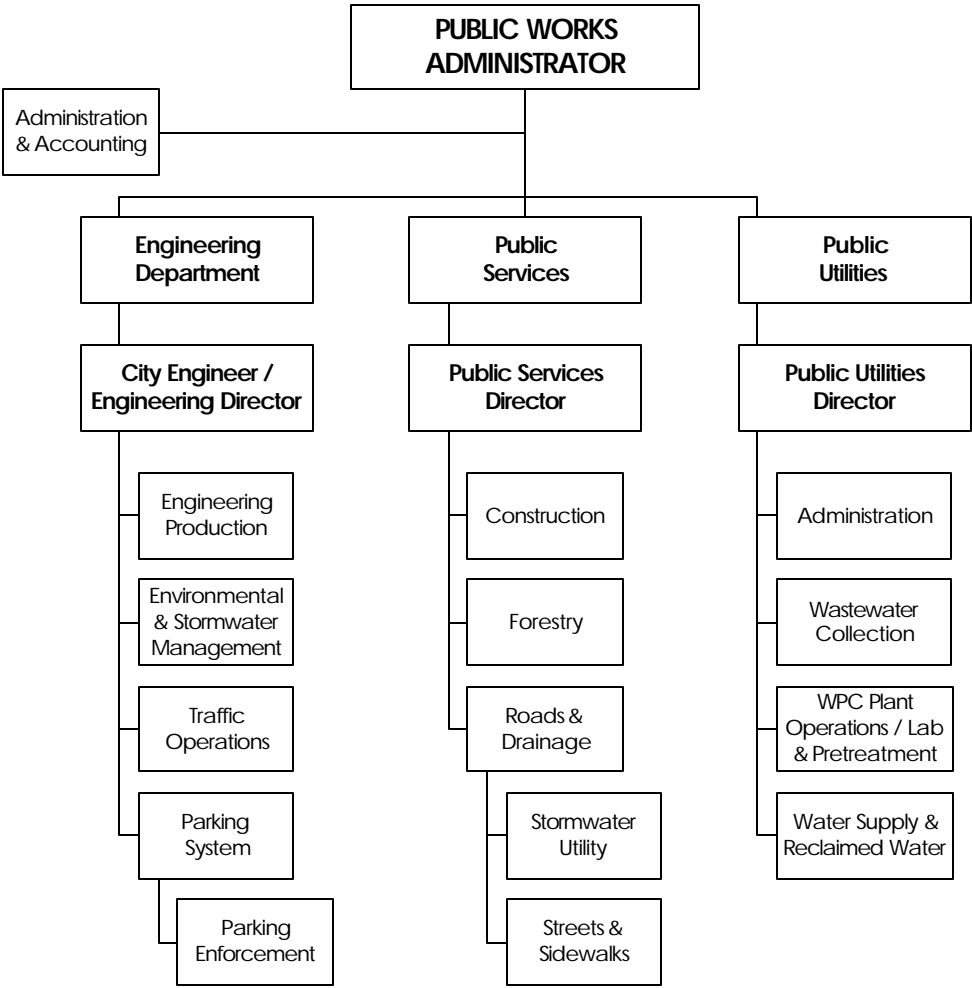 PUBLIC WORKS
ADMINISTRATOR
Administration
& Accounting
Engineering
Department
Public
Services
Public
Utilities
City Engineer /
Engineering Director
Public Services
Director
Public Utilities
Director
Engineering
Production
Construction
Administration
Environmental
& Stormwater
Management
Forestry
Wastewater
Collection
Traffic
Operations
Roads &
Drainage
WPC Plant
Operations / Lab
& Pretreatment
Parking
System
Stormwater
Utility
Water Supply &
Reclaimed Water
Parking
Enforcement
Streets &
Sidewalks